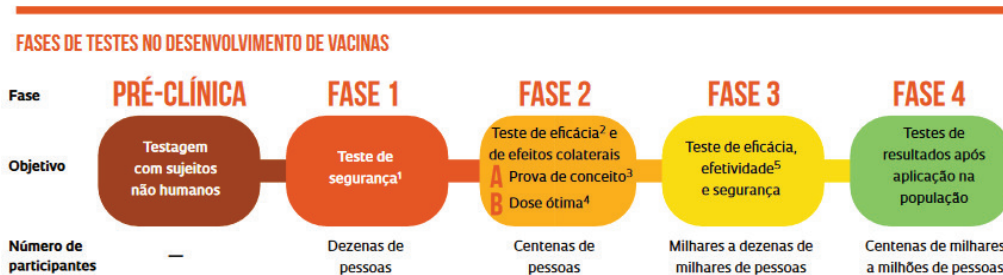 FASES DE TESTES NO DESENVOLVIMENTO DE VACINAS
Fase
PRÉ-CLÍNICA
FASE 1
FASE 2
FASE 3
FASE 4
Objetivo
Testagem
com sujeitos
não humanos
Teste de
segurança¹
Teste de eficácia² e
de efeitos colaterais
A Prova de conceito³
B Dose ótima⁴
Teste de eficácia,
efetividade⁵
e segurança
Testes de
resultados após
aplicação na
população
Número de
participantes
—
Dezenas de
pessoas
Centenas de
pessoas
Milhares a dezenas de
milhares de pessoas
Centenas de milhares
a milhões de pessoas